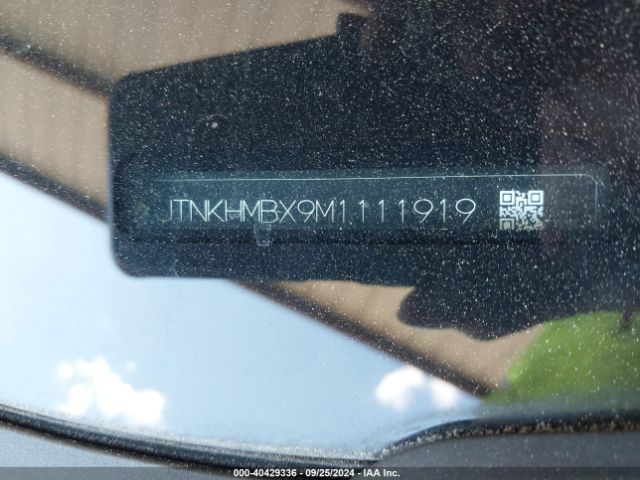 JTNKHMBX9M1111919
000-40429336 - 09/25/2024 - IAA Inc.